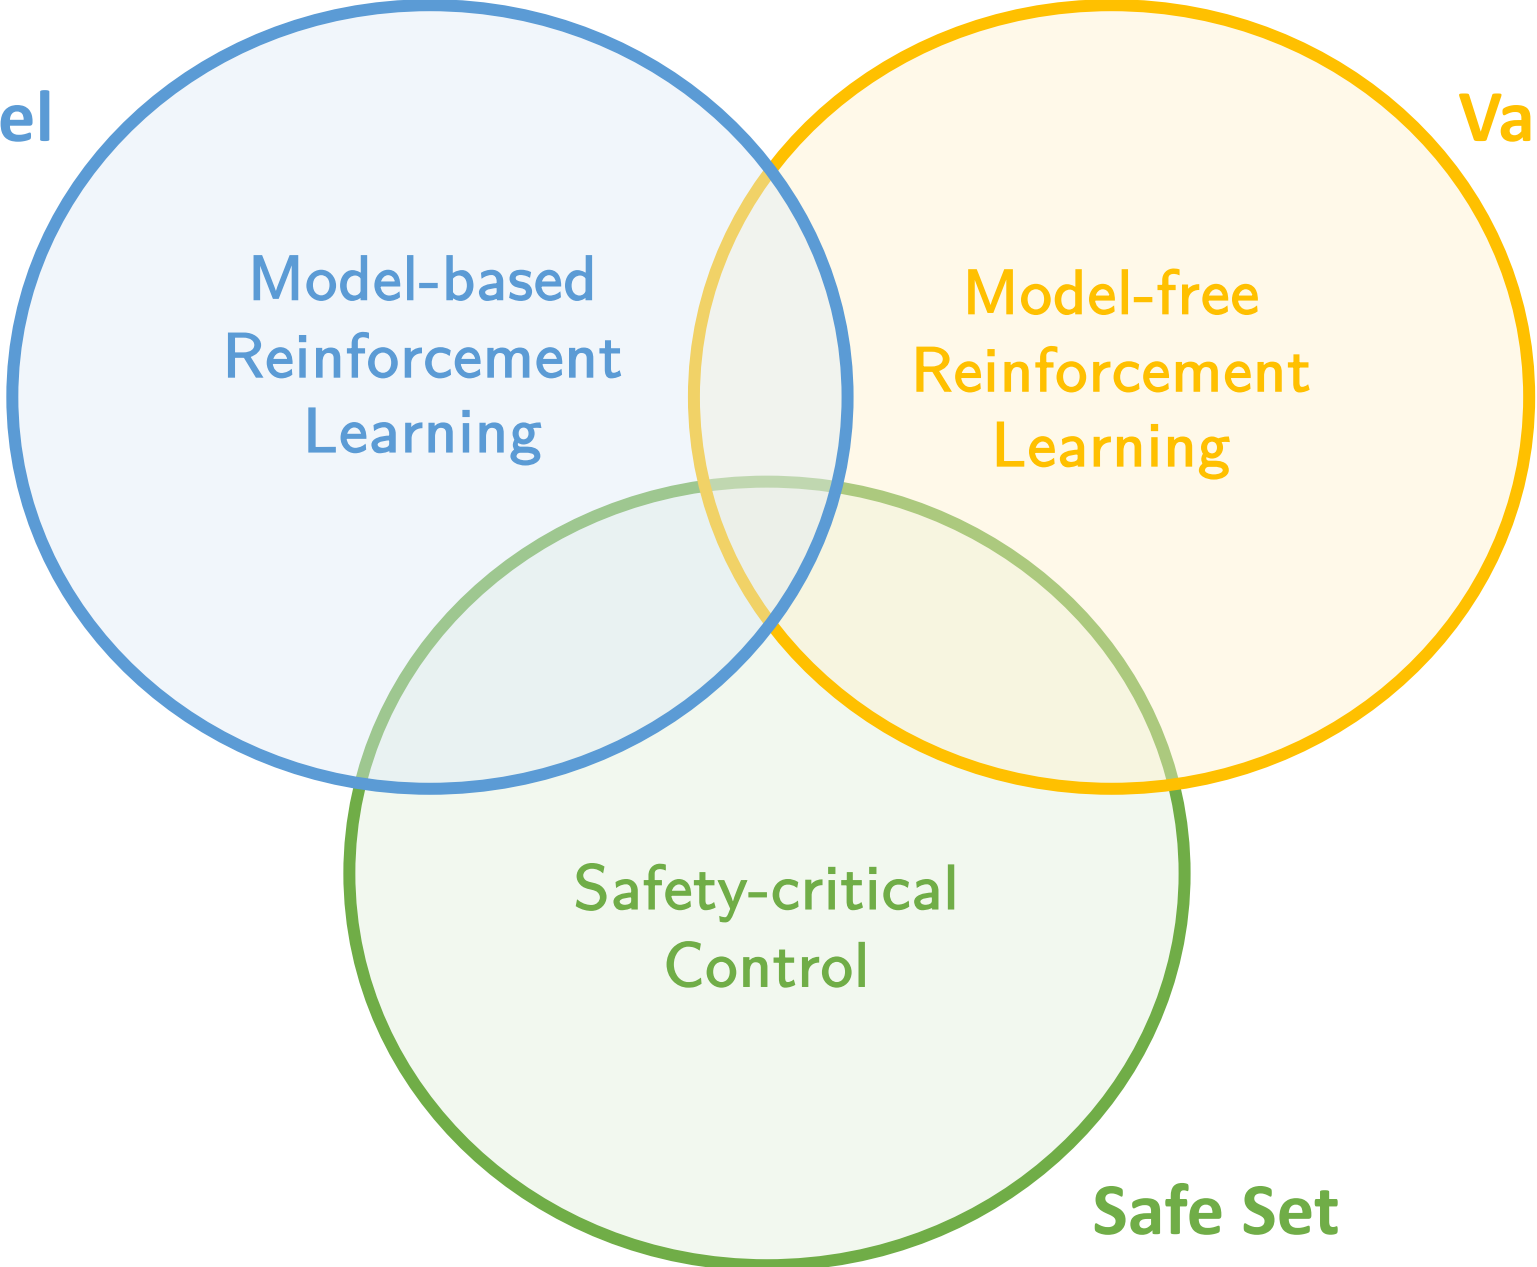 el
Va
Model-based
Reinforcement
Learning
Model-free
Reinforcement
Learning
Safety-critical
Control
Safe Set